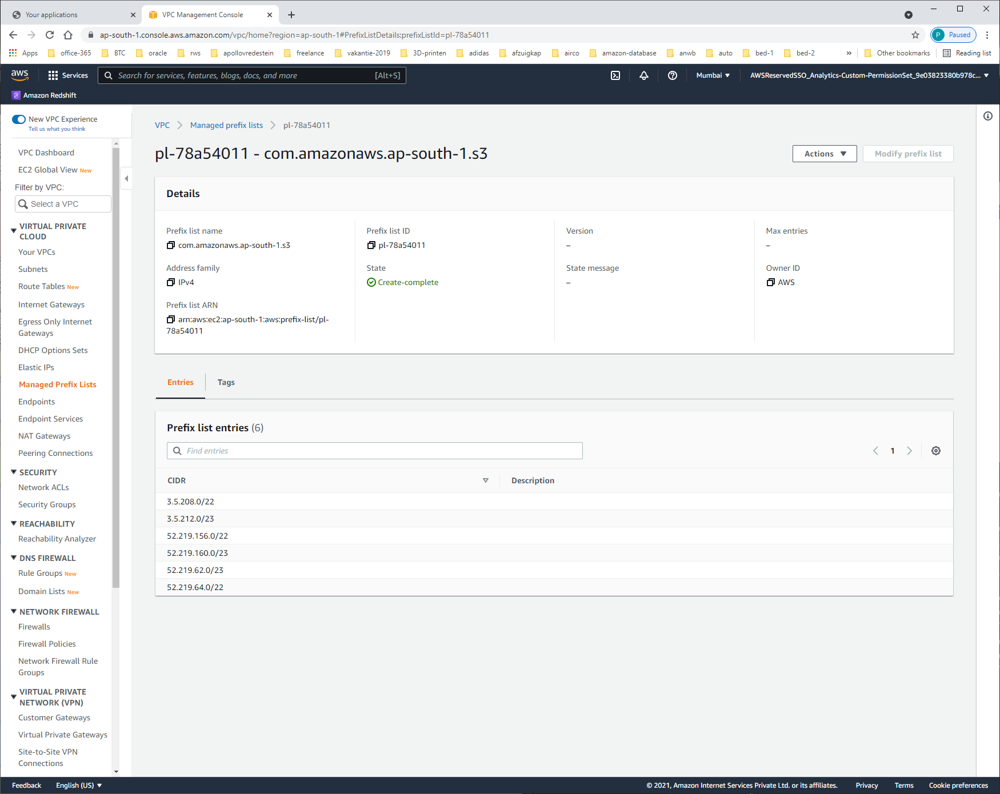 Your applications
VPC Management Console
ap-south-1.console.aws.amazon.com/vpc/home?region=ap-south-1#PrefixListDetails:prefixListId=pl-78a54011
P Paused
Apps office-365 BTC oracle rws apollovredestein freelance vakantie-2019 3D-printen adidas afzuigkap airco amazon-database anwb auto bed-1 bed-2 » Other bookmarks Reading list
aws Services Search for services, features, blogs, docs, and more [Alt+S] Mumbai AWSReservedSSO_Analytics-Custom-PermissionSet_9e03823380b978c...
Amazon Redshift
New VPC Experience
Tell us what you think
VPC Dashboard
EC2 Global View New
Filter by VPC:
Select a VPC
VIRTUAL PRIVATE
CLOUD
Your VPCs
Subnets
Route Tables New
Internet Gateways
Egress Only Internet
Gateways
DHCP Options Sets
Elastic IPs
Managed Prefix Lists
Endpoints
Endpoint Services
NAT Gateways
Peering Connections
SECURITY
Network ACLs
Security Groups
REACHABILITY
Reachability Analyzer
DNS FIREWALL
Rule Groups New
Domain Lists New
NETWORK FIREWALL
Firewalls
Firewall Policies
Network Firewall Rule
Groups
VIRTUAL PRIVATE
NETWORK (VPN)
Customer Gateways
Virtual Private Gateways
Site-to-Site VPN
Connections
VPC Managed prefix lists pl-78a54011
pl-78a54011 - com.amazonaws.ap-south-1.s3
Actions Modify prefix list
Details
Prefix list name
com.amazonaws.ap-south-1.s3
Address family
IPv4
Prefix list ARN
arn:aws:ec2:ap-south-1:aws:prefix-list/pl-
78a54011
Prefix list ID
pl-78a54011
State
Create-complete
Version
–
State message
–
Max entries
–
Owner ID
AWS
Entries Tags
Prefix list entries (6)
Find entries
1
CIDR Description
3.5.208.0/22
3.5.212.0/23
52.219.156.0/22
52.219.160.0/23
52.219.62.0/23
52.219.64.0/22
Feedback English (US) © 2021, Amazon Internet Services Private Ltd. or its affiliates. Privacy Terms Cookie preferences